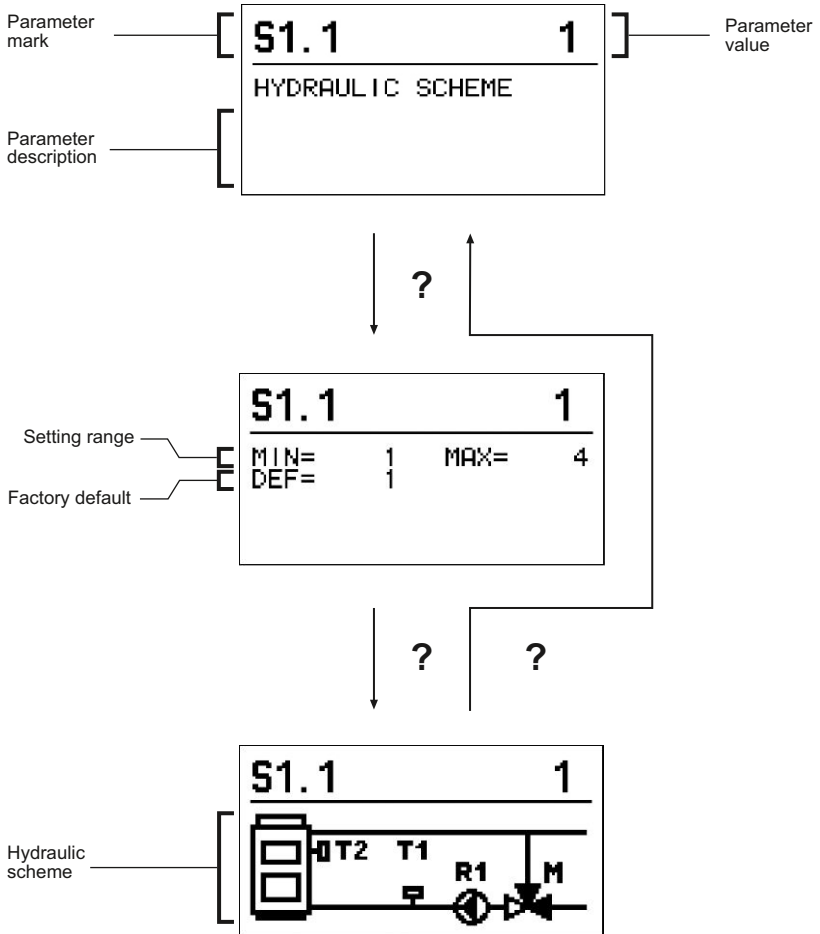 Parameter
mark
S1.1 1
Parameter
value
HYDRAULIC SCHEME
Parameter
description
?
S1.1 1
Setting range
MIN= 1 MAX= 4
Factory default
DEF= 1
? ?
S1.1 1
Hydraulic
scheme
T2 T1
R1 M